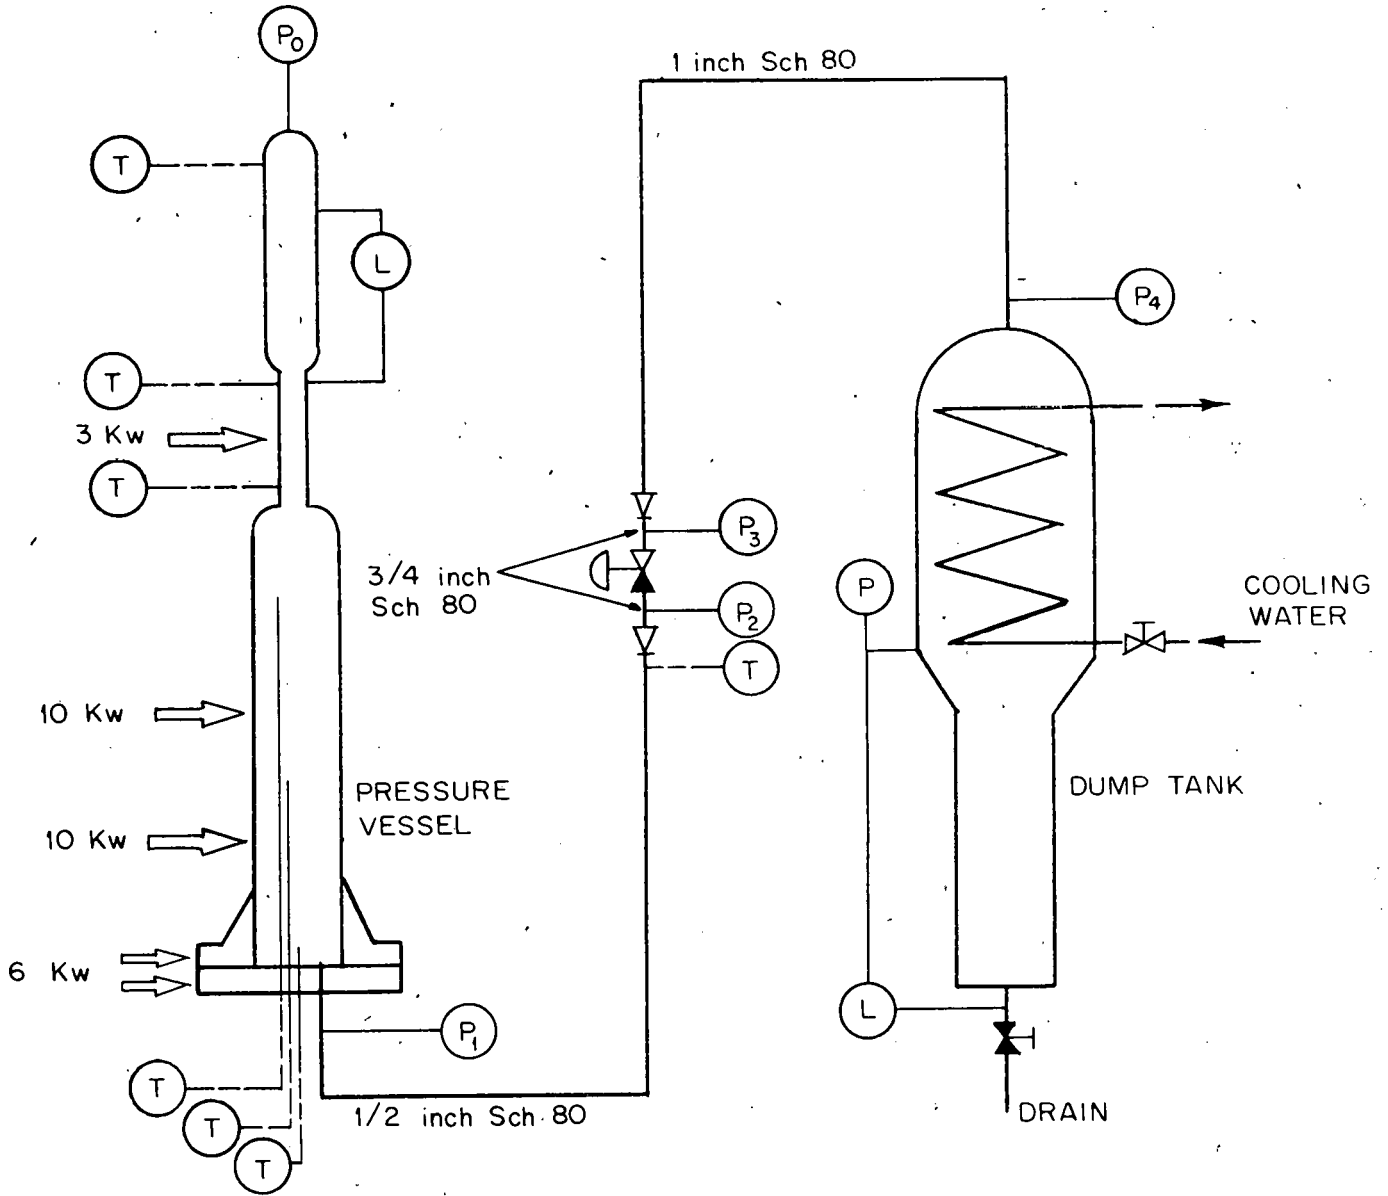 P0
1 inch Sch 80
T
L
P4
T
3 Kw
T
P3
3/4 inch
Sch 80
P
P2
COOLING
WATER
T
10 Kw
PRESSURE
VESSEL
DUMP TANK
10 Kw
6 Kw
L
P1
T
1/2 inch Sch 80
DRAIN
T
T